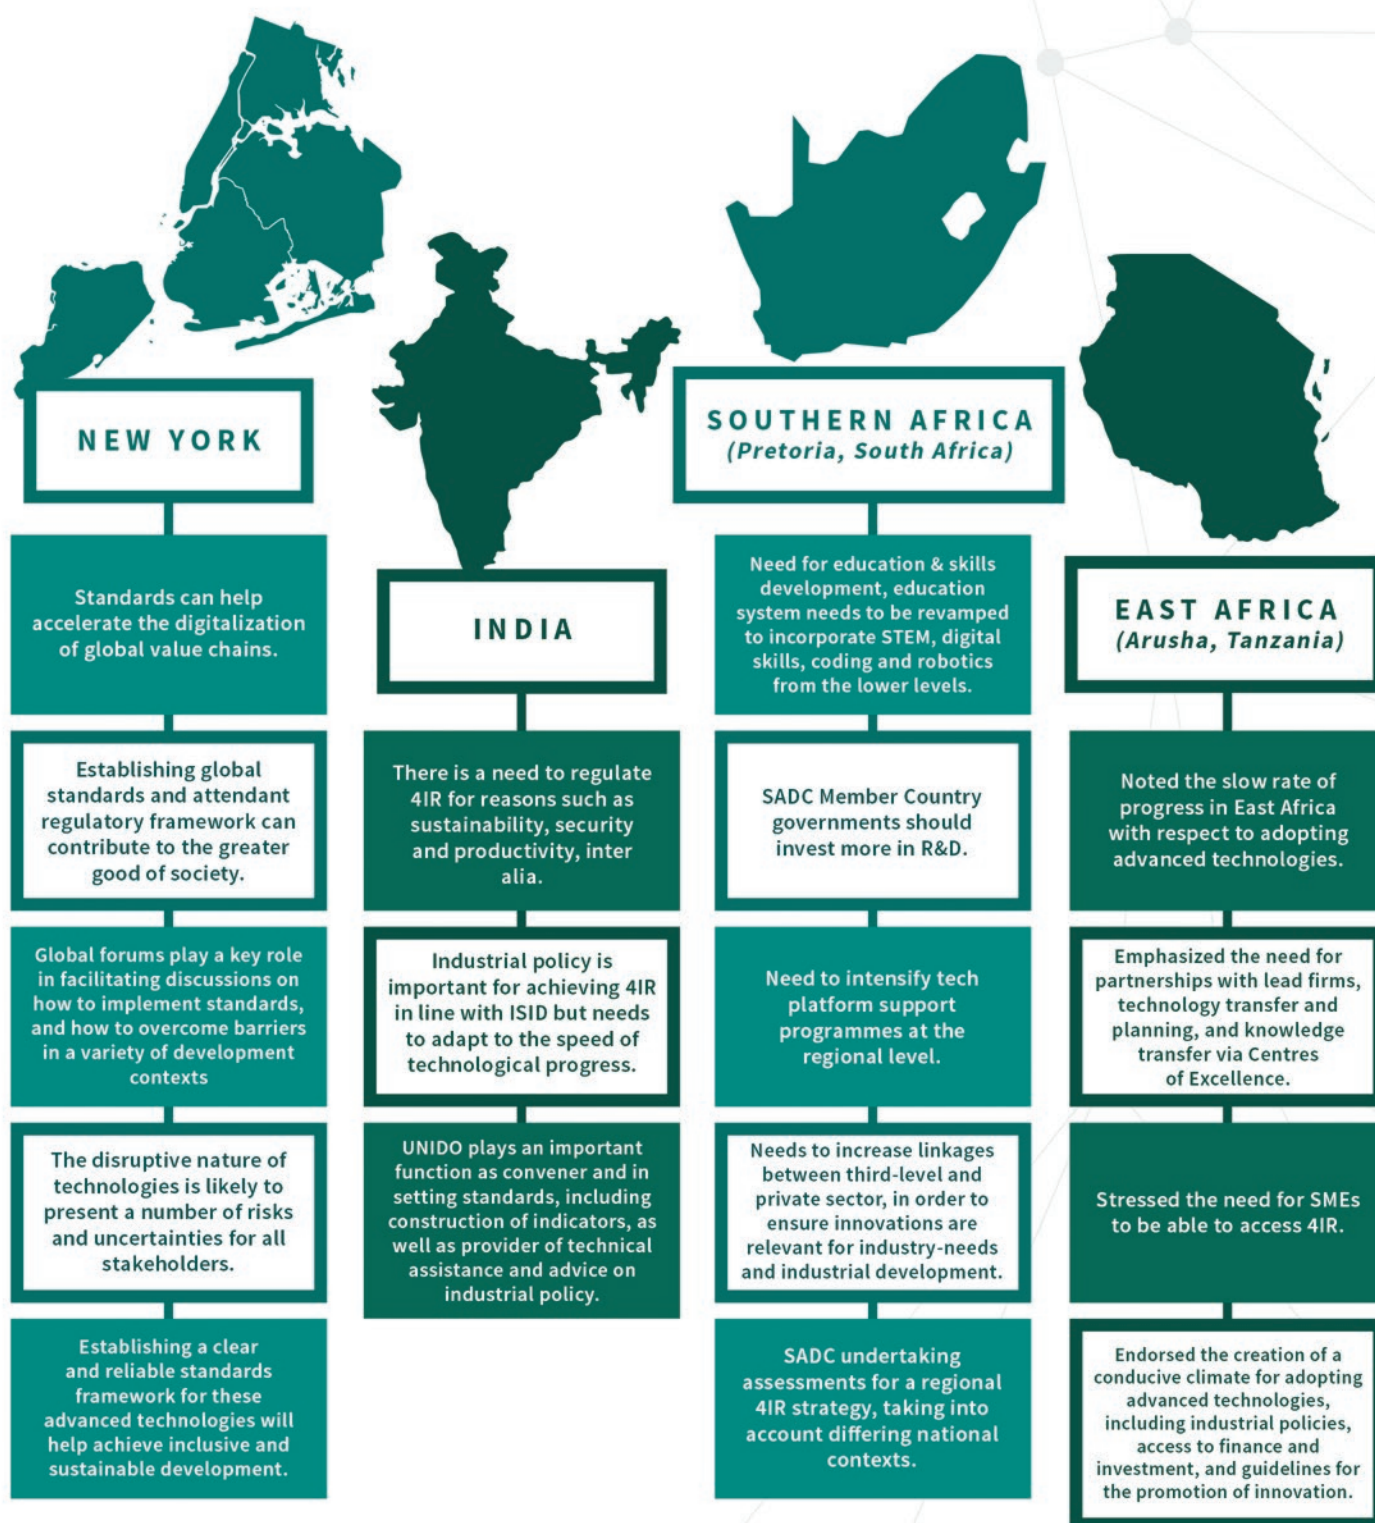 NEW YORK
Standards can help
accelerate the digitalization
of global value chains.
Establishing global
standards and attendant
regulatory framework can
contribute to the greater
good of society.
Global forums play a key role
in facilitating discussions on
how to implement standards,
and how to overcome barriers
in a variety of development
contexts
The disruptive nature of
technologies is likely to
present a number of risks
and uncertainties for all
stakeholders.
Establishing a clear
and reliable standards
framework for these
advanced technologies will
help achieve inclusive and
sustainable development.
INDIA
There is a need to regulate
4IR for reasons such as
sustainability, security
and productivity, inter
alia.
Industrial policy is
important for achieving 4IR
in line with ISID but needs
to adapt to the speed of
technological progress.
UNIDO plays an important
function as convener and in
setting standards, including
construction of indicators, as
well as provider of technical
assistance and advice on
industrial policy.
SOUTHERN AFRICA
(Pretoria, South Africa)
Need for education & skills
development, education
system needs to be revamped
to incorporate STEM, digital
skills, coding and robotics
from the lower levels.
SADC Member Country
governments should
invest more in R&D.
Need to intensify tech
platform support
programmes at the
regional level.
Needs to increase linkages
between third-level and
private sector, in order to
ensure innovations are
relevant for industry-needs
and industrial development.
SADC undertaking
assessments for a regional
4IR strategy, taking into
account differing national
contexts.
EAST AFRICA
(Arusha, Tanzania)
Noted the slow rate of
progress in East Africa
with respect to adopting
advanced technologies.
Emphasized the need for
partnerships with lead firms,
technology transfer and
planning, and knowledge
transfer via Centres
of Excellence.
Stressed the need for SMEs
to be able to access 4IR.
Endorsed the creation of a
conducive climate for adopting
advanced technologies,
including industrial policies,
access to finance and
investment, and guidelines for
the promotion of innovation.